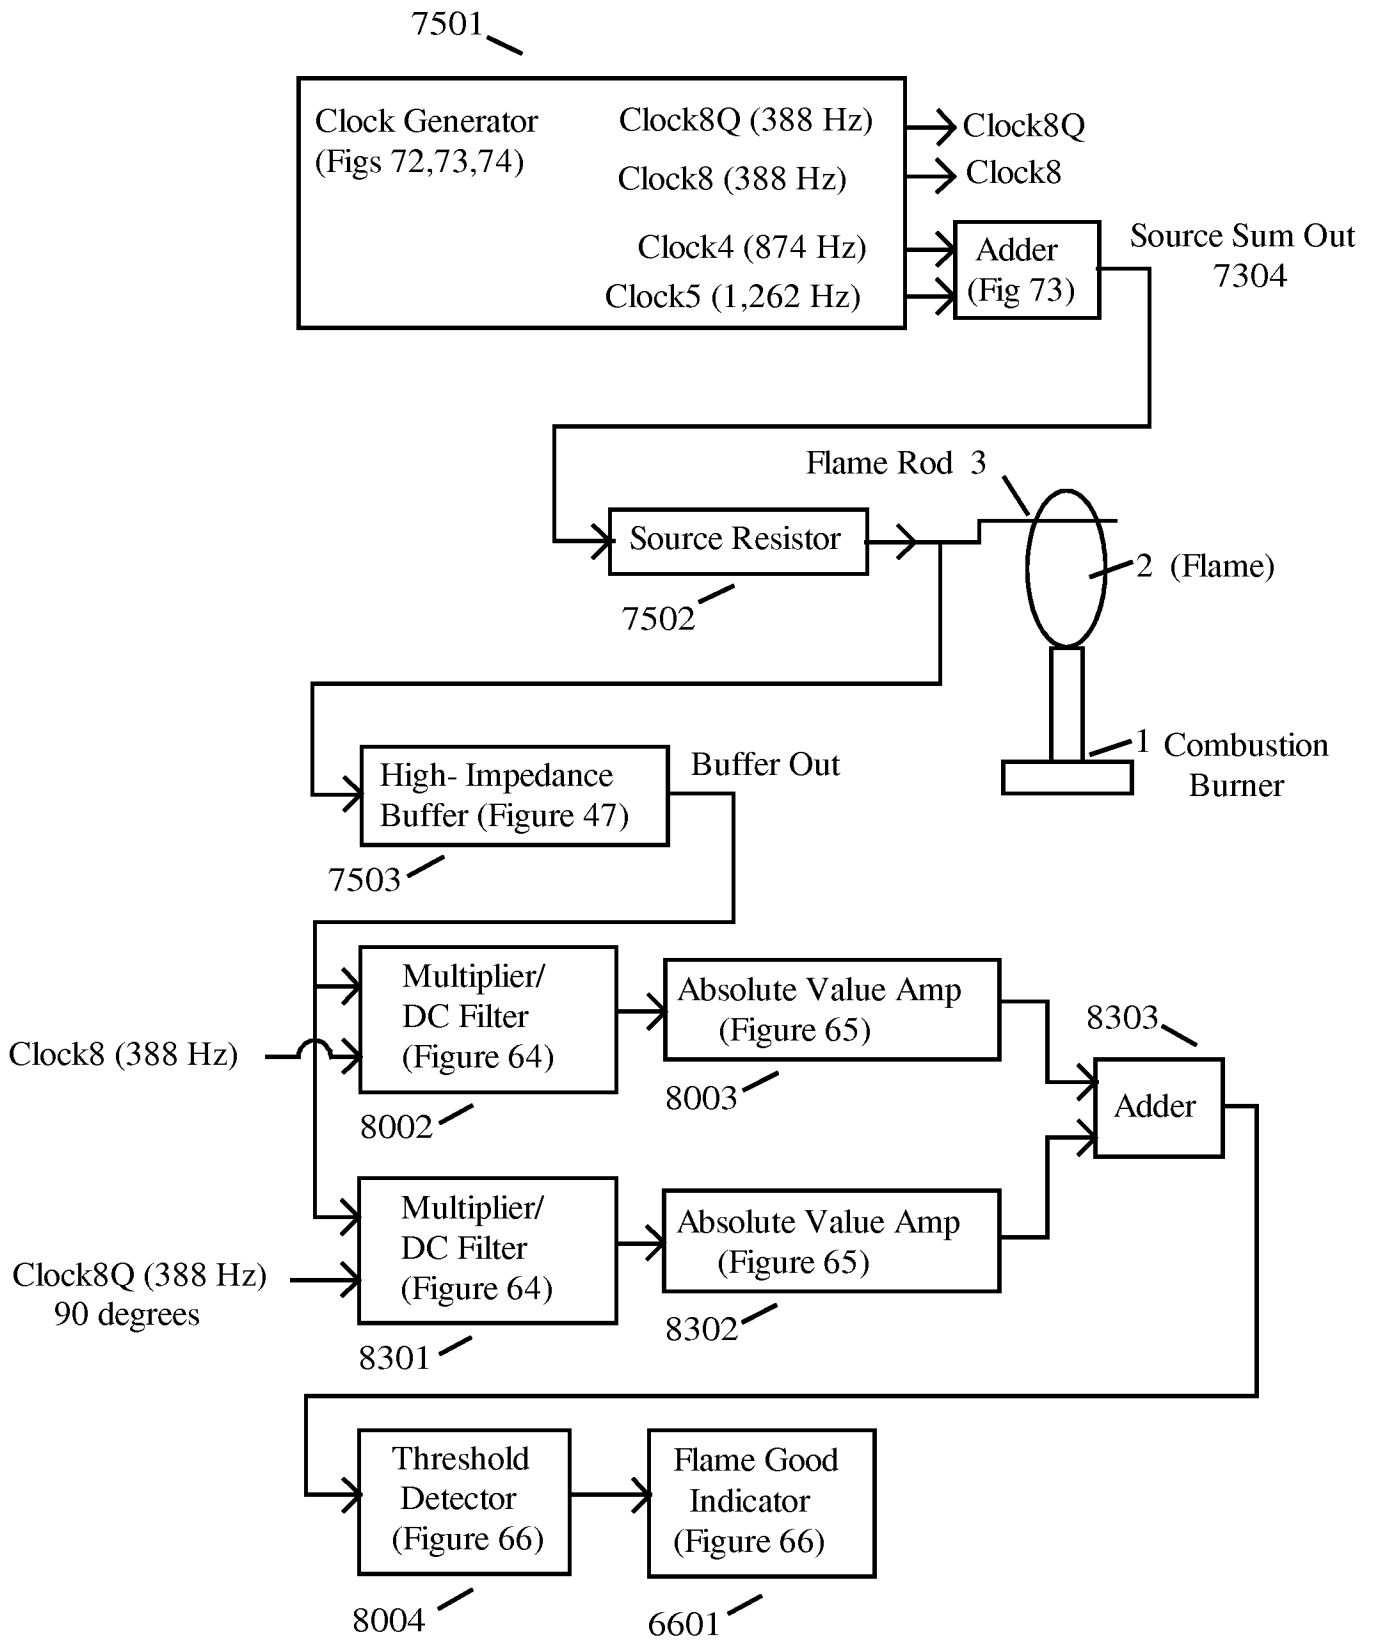 7501
Clock Generator
(Figs 72,73,74)
Clock8Q (388 Hz)
Clock8Q
Clock8 (388 Hz)
Clock8
Clock4 (874 Hz)
Clock5 (1,262 Hz)
Adder
(Fig 73)
Source Sum Out
7304
Flame Rod 3
Source Resistor
7502
2 (Flame)
1 Combustion
Burner
High- Impedance
Buffer (Figure 47)
Buffer Out
7503
Multiplier/
DC Filter
(Figure 64)
Clock8 (388 Hz)
8002
Absolute Value Amp
(Figure 65)
8003
8303
Adder
Multiplier/
DC Filter
(Figure 64)
Clock8Q (388 Hz)
90 degrees
8301
Absolute Value Amp
(Figure 65)
8302
Threshold
Detector
(Figure 66)
8004
Flame Good
Indicator
(Figure 66)
6601